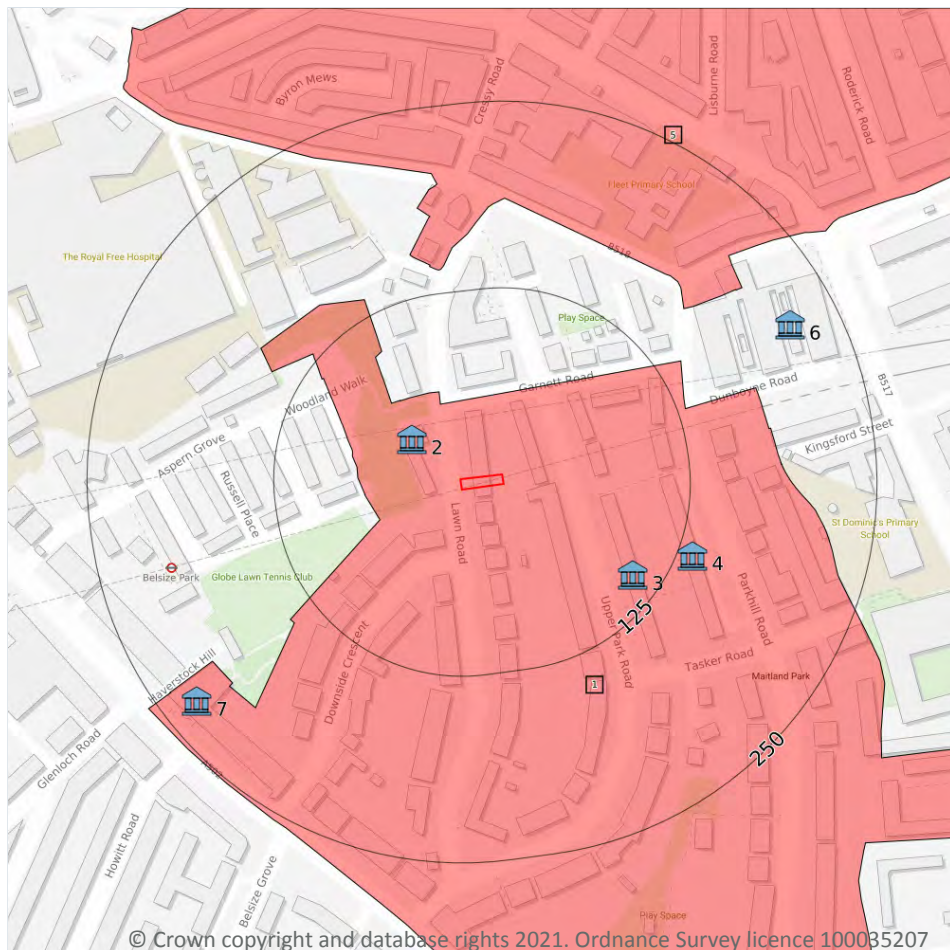 Byron Mews
Cressy Road
Lisburne Road
Roderick Road
5
Fleet Primary School
The Royal Free Hospital
B518
Play Space
6
Garnett Road
Dunboyne Road
B517
Woodland Walk
Kingsford Street
Aspern Grove
2
Russell Place
Lawn Road
St Dominic's Primary
School
Belsize Park
Globe Lawn Tennis Club
3
4
125
Upper Park Road
Parkhill Road
Tasker Road
Maitland Park
Haverstock Hill
Downside Crescent
1
7
Glenloch Road
250
A502
Howitt Road
Belsize Grove
Play Space
© Crown copyright and database rights 2021. Ordnance Survey licence 100035207